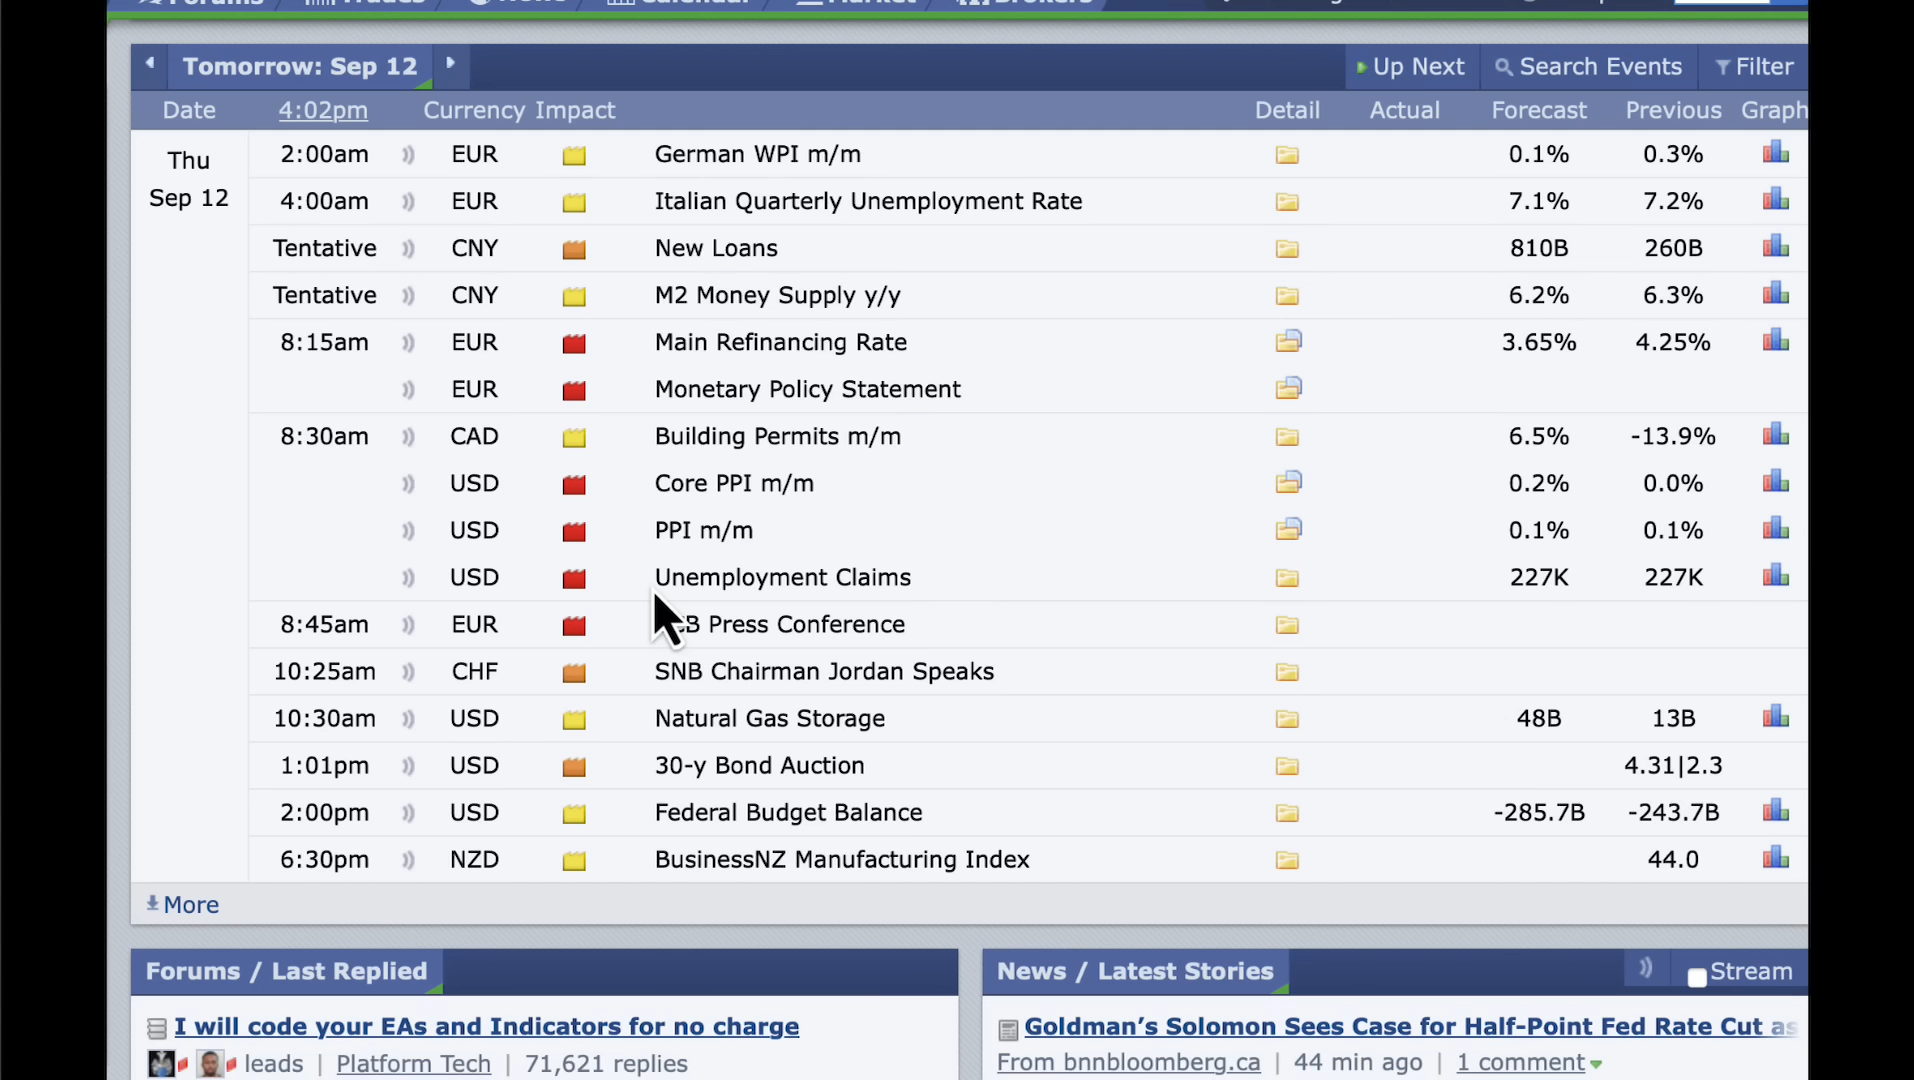 Forums Trades News Calendar Market Brokers
Tomorrow: Sep 12 Up Next Search Events Filter
Date 4:02pm Currency Impact Detail Actual Forecast Previous Graph
Thu
Sep 12
2:00am EUR German WPI m/m 0.1% 0.3%
4:00am EUR Italian Quarterly Unemployment Rate 7.1% 7.2%
Tentative CNY New Loans 810B 260B
Tentative CNY M2 Money Supply y/y 6.2% 6.3%
8:15am EUR Main Refinancing Rate 3.65% 4.25%
EUR Monetary Policy Statement
8:30am CAD Building Permits m/m 6.5% -13.9%
USD Core PPI m/m 0.2% 0.0%
USD PPI m/m 0.1% 0.1%
USD Unemployment Claims 227K 227K
8:45am EUR Press Conference
10:25am CHF SNB Chairman Jordan Speaks
10:30am USD Natural Gas Storage 48B 13B
1:01pm USD 30-y Bond Auction 4.31|2.3
2:00pm USD Federal Budget Balance -285.7B -243.7B
6:30pm NZD BusinessNZ Manufacturing Index 44.0
More
Forums / Last Replied
I will code your EAs and Indicators for no charge
leads | Platform Tech | 71,621 replies
News / Latest Stories Stream
Goldman’s Solomon Sees Case for Half-Point Fed Rate Cut as
From bnnbloomberg.ca | 44 min ago | 1 comment